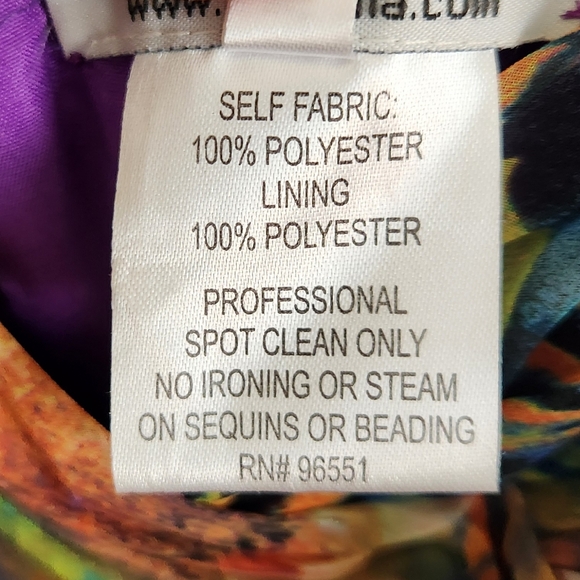 SELF FABRIC:
100% POLYESTER
LINING
100% POLYESTER
PROFESSIONAL
SPOT CLEAN ONLY
NO IRONING OR STEAM
ON SEQUINS OR BEADING
RN# 96551